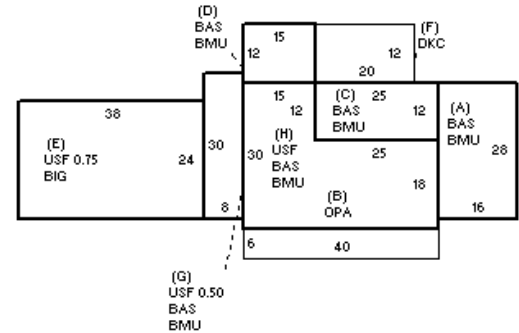 (D)
BAS
BMU
15
12
(F)
DKC
12
20
38
(E)
USF 0.75
BIG
24
30
8
15
12
(H)
USF
BAS
BMU
30
(C)
BAS
BMU
25
12
25
18
(B)
OPA
(A)
BAS
BMU
28
16
6
40
(G)
USF 0.50
BAS
BMU